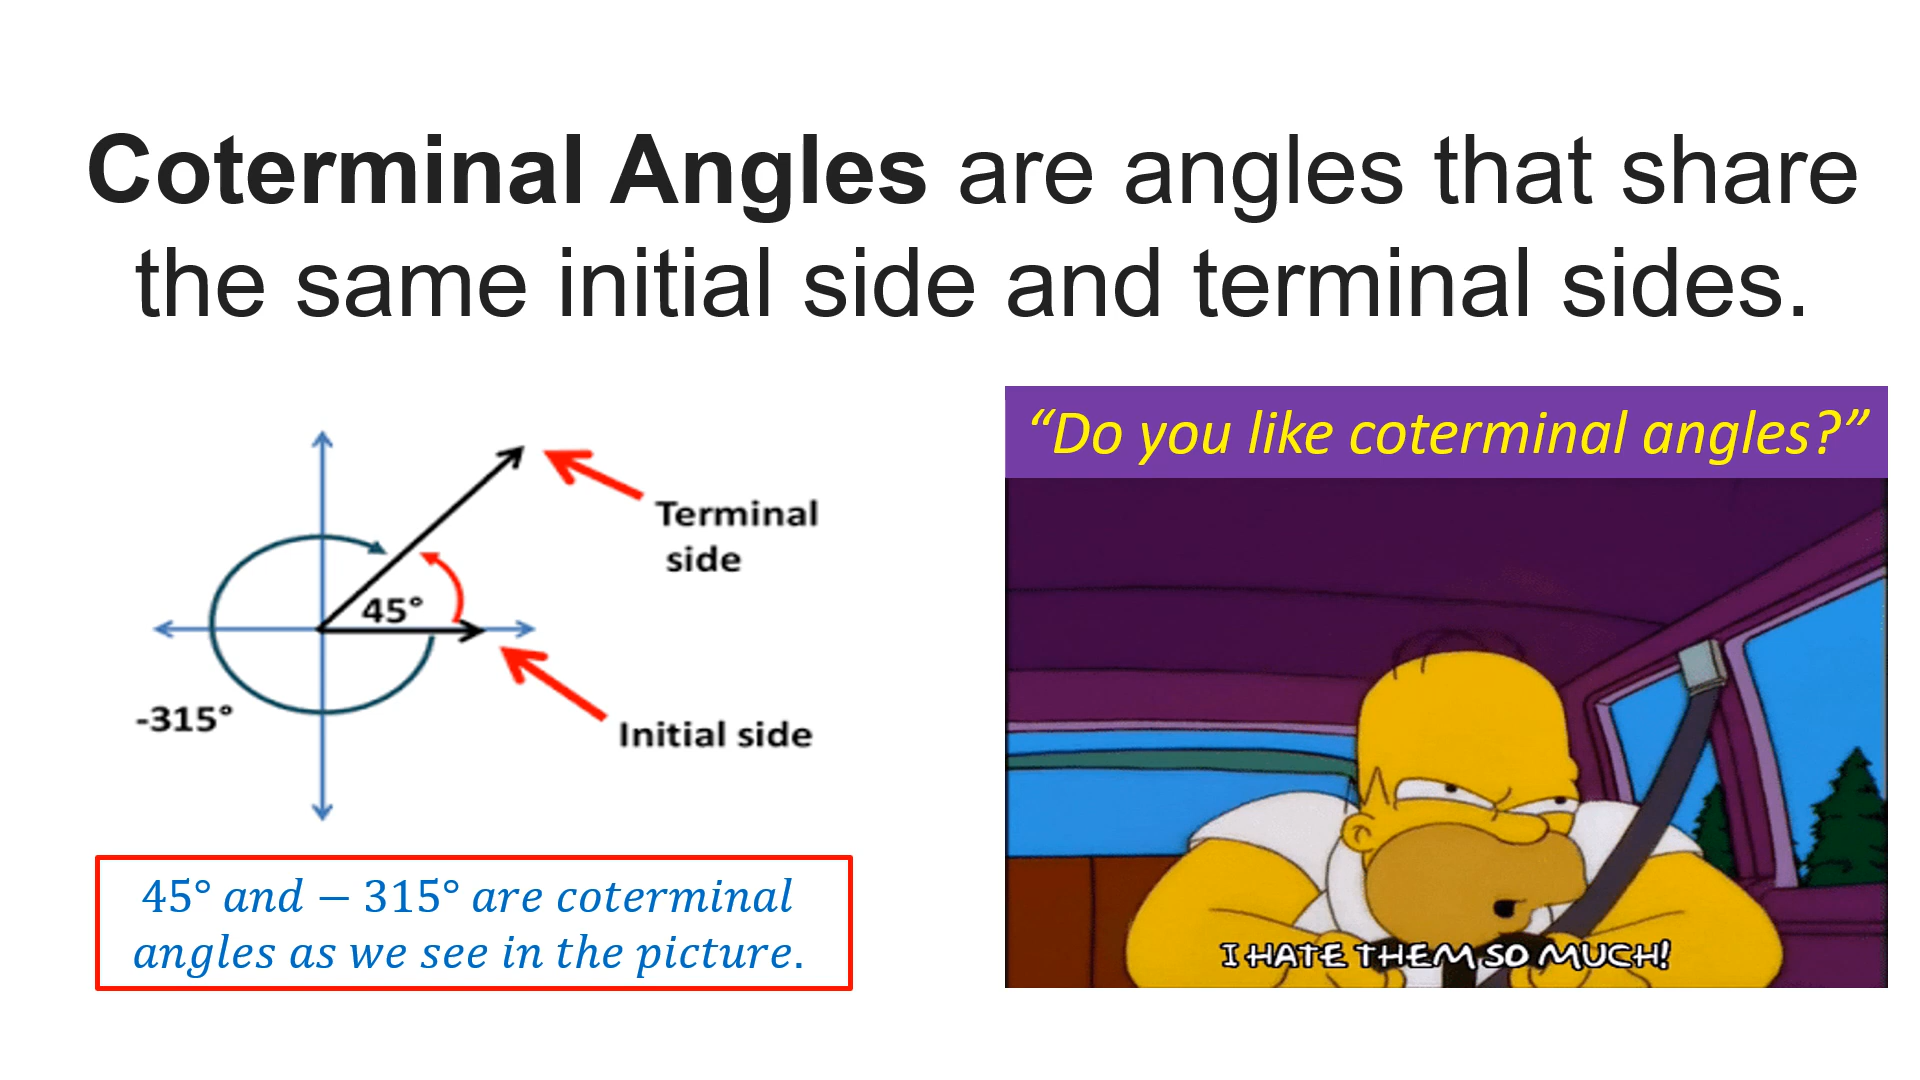 Coterminal Angles are angles that share
the same initial side and terminal sides.
Terminal
side
45°
-315°
Initial side
45° and − 315° are coterminal
angles as we see in the picture.
“Do you like coterminal angles?”
I HATE THEM SO MUCH!